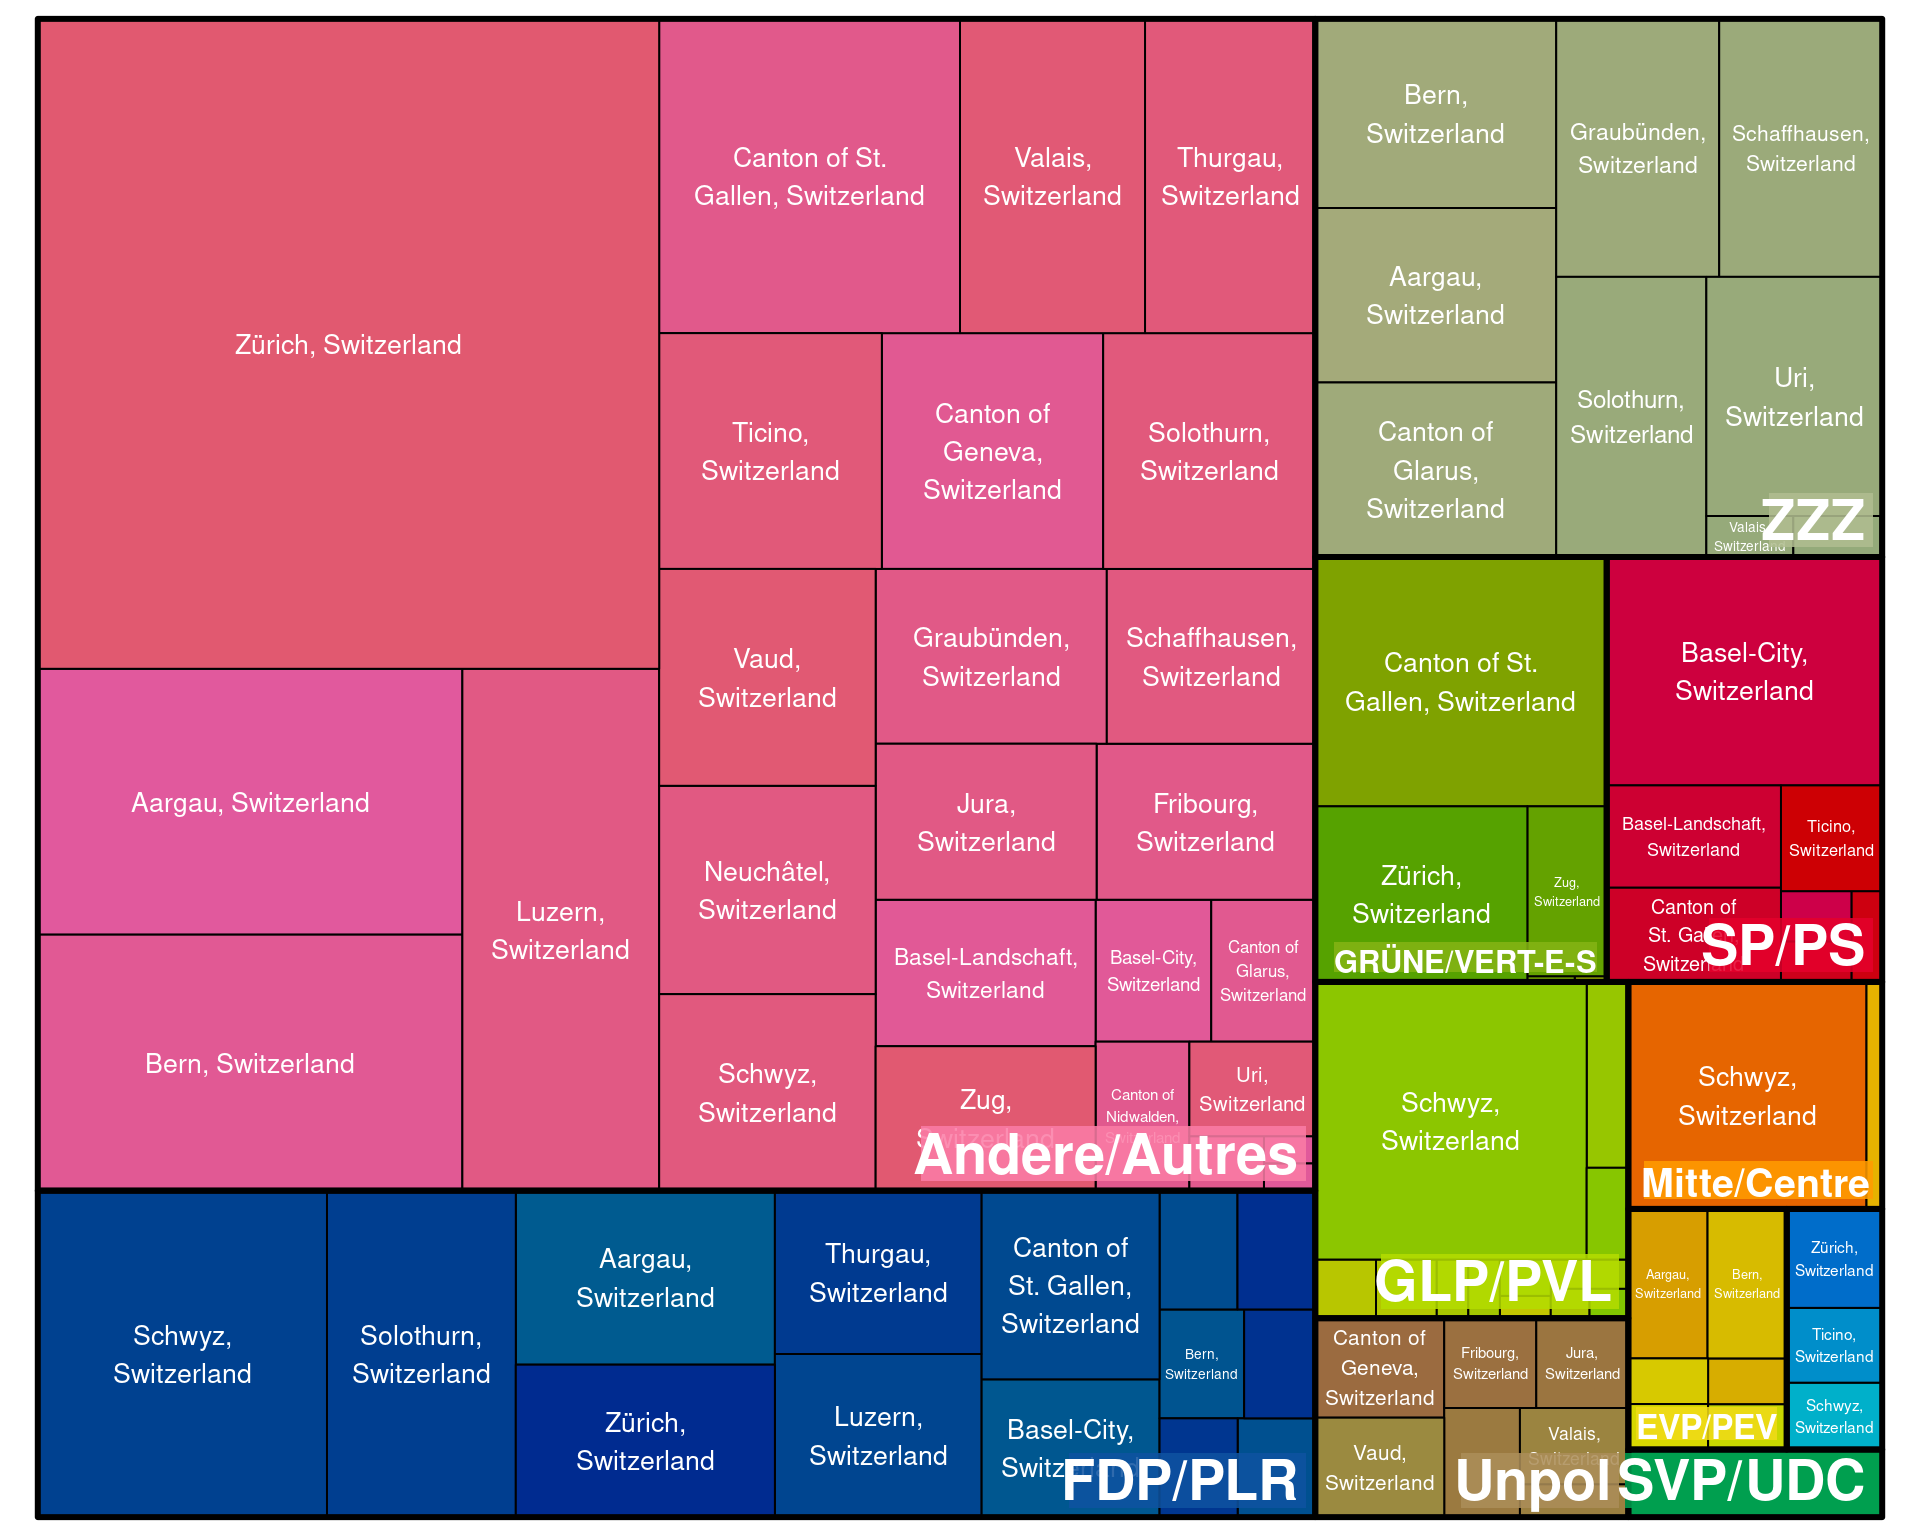 Zürich, Switzerland
Aargau, Switzerland
Bern, Switzerland
Luzern,
Switzerland
Canton of St.
Gallen, Switzerland
Valais,
Switzerland
Thurgau,
Switzerland
Ticino,
Switzerland
Canton of
Geneva,
Switzerland
Solothurn,
Switzerland
Vaud,
Switzerland
Graubünden,
Switzerland
Schaffhausen,
Switzerland
Neuchâtel,
Switzerland
Jura,
Switzerland
Fribourg,
Switzerland
Schwyz,
Switzerland
Basel-Landschaft,
Switzerland
Basel-City,
Switzerland
Canton of
Glarus,
Switzerland
Zug,
Switzerland
Canton of
Nidwalden,
Switzerland
Uri,
Switzerland
Andere/Autres
Schwyz,
Switzerland
Solothurn,
Switzerland
Aargau,
Switzerland
Zürich,
Switzerland
Thurgau,
Switzerland
Luzern,
Switzerland
Canton of
St. Gallen,
Switzerland
Basel-City,
Switzerland
Bern,
Switzerland
FDP/PLR
Bern,
Switzerland
Aargau,
Switzerland
Canton of
Glarus,
Switzerland
Graubünden,
Switzerland
Schaffhausen,
Switzerland
Solothurn,
Switzerland
Uri,
Switzerland
Valais,
Switzerland
ZZZ
Canton of St.
Gallen, Switzerland
Zürich,
Switzerland
Zug,
Switzerland
GRÜNE/VERT-E-S
Basel-City,
Switzerland
Basel-Landschaft,
Switzerland
Ticino,
Switzerland
Canton of
St. Gallen,
Switzerland
SP/PS
Schwyz,
Switzerland
GLP/PVL
Schwyz,
Switzerland
Mitte/Centre
Aargau,
Switzerland
Bern,
Switzerland
EVP/PEV
Zürich,
Switzerland
Ticino,
Switzerland
Schwyz,
Switzerland
Canton of
Geneva,
Switzerland
Fribourg,
Switzerland
Jura,
Switzerland
Vaud,
Switzerland
Valais,
Switzerland
Unpol
SVP/UDC